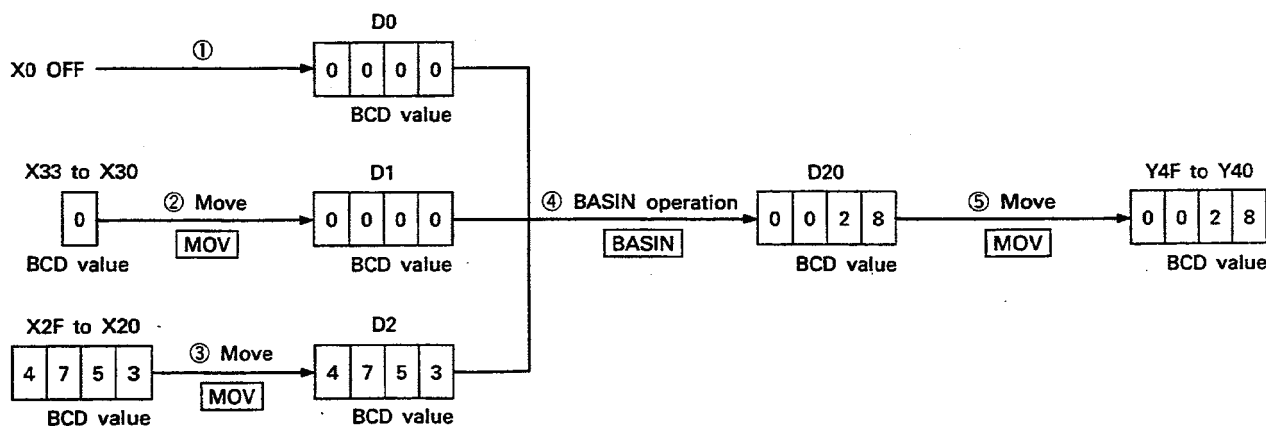 D0
X0 OFF ① 0 0 0 0
BCD value
X33 to X30 D1 D20 Y4F to Y40
0 ② Move 0 0 0 0 ④ BASIN operation 0 0 2 8 ⑤ Move 0 0 2 8
MOV BASIN MOV
BCD value BCD value BCD value BCD value
X2F to X20 D2
4 7 5 3 ③ Move 4 7 5 3
MOV
BCD value BCD value